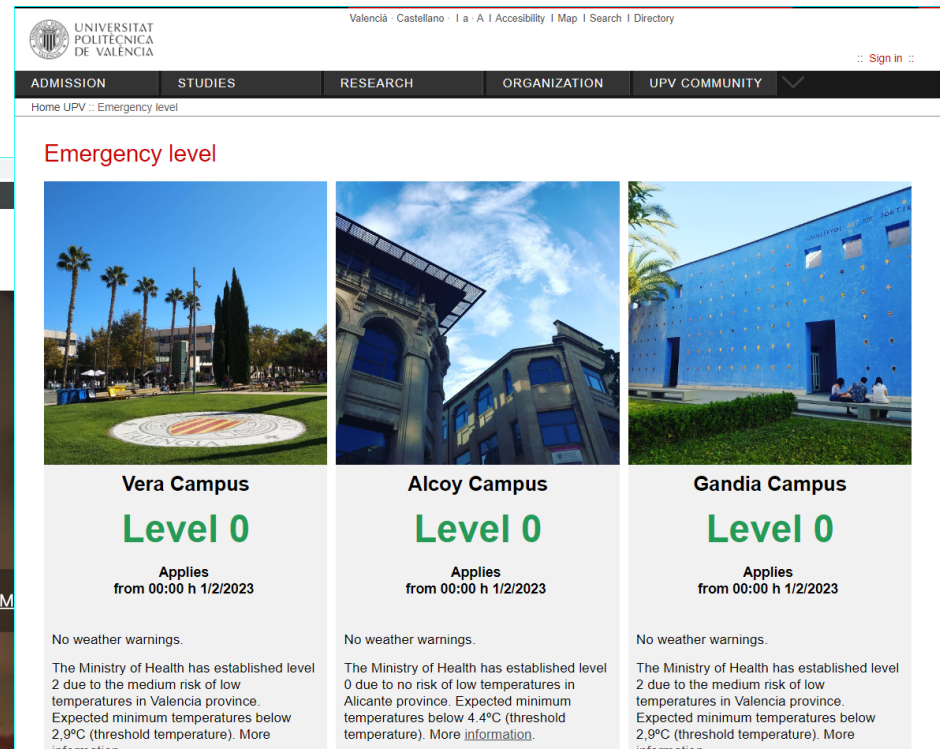 UNIVERSITAT
POLITÈCNICA
DE VALÈNCIA
Valencià · Castellano · I a · A I Accesibility I Map I Search I Directory
:: Sign in ::
ADMISSION STUDIES RESEARCH ORGANIZATION UPV COMMUNITY
Home UPV :: Emergency level
Emergency level
Vera Campus
Level 0
Applies
from 00:00 h 1/2/2023
No weather warnings.
The Ministry of Health has established level
2 due to the medium risk of low
temperatures in Valencia province.
Expected minimum temperatures below
2,9ºC (threshold temperature). More
information.
Alcoy Campus
Level 0
Applies
from 00:00 h 1/2/2023
No weather warnings.
The Ministry of Health has established level
0 due to no risk of low temperatures in
Alicante province. Expected minimum
temperatures below 4.4ºC (threshold
temperature). More information.
Gandia Campus
Level 0
Applies
from 00:00 h 1/2/2023
No weather warnings.
The Ministry of Health has established level
2 due to the medium risk of low
temperatures in Valencia province.
Expected minimum temperatures below
2,9ºC (threshold temperature). More
information.
M